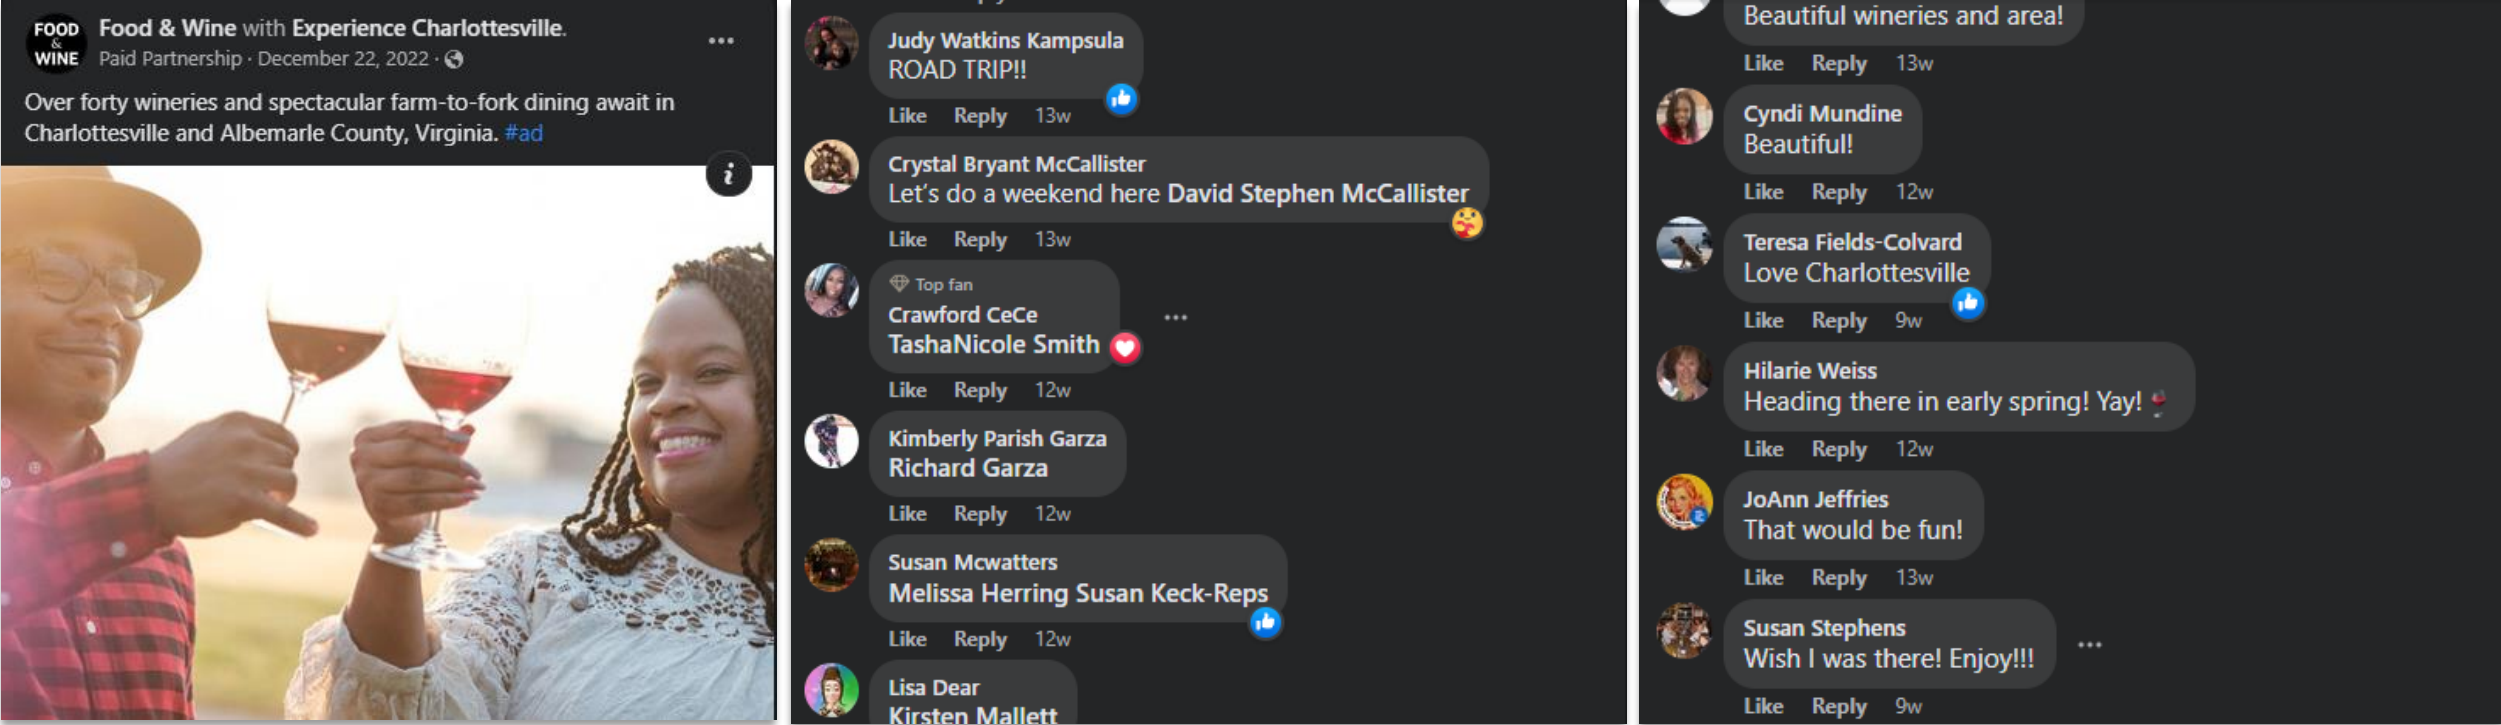 FOOD
&
WINE
Food & Wine with Experience Charlottesville.
Paid Partnership · December 22, 2022 ·
Over forty wineries and spectacular farm-to-fork dining await in
Charlottesville and Albemarle County, Virginia. #ad
i
Judy Watkins Kampsula
ROAD TRIP!!
Like Reply 13w
Crystal Bryant McCallister
Let's do a weekend here David Stephen McCallister
Like Reply 13w
Top fan
Crawford CeCe
TashaNicole Smith
Like Reply 12w
Kimberly Parish Garza
Richard Garza
Like Reply 12w
Susan Mcwatters
Melissa Herring Susan Keck-Reps
Like Reply 12w
Lisa Dear
Kirsten Mallett
Beautiful wineries and area!
Like Reply 13w
Cyndi Mundine
Beautiful!
Like Reply 12w
Teresa Fields-Colvard
Love Charlottesville
Like Reply 9w
Hilarie Weiss
Heading there in early spring! Yay! 🍷
Like Reply 12w
JoAnn Jeffries
That would be fun!
Like Reply 13w
Susan Stephens
Wish I was there! Enjoy!!!
Like Reply 9w